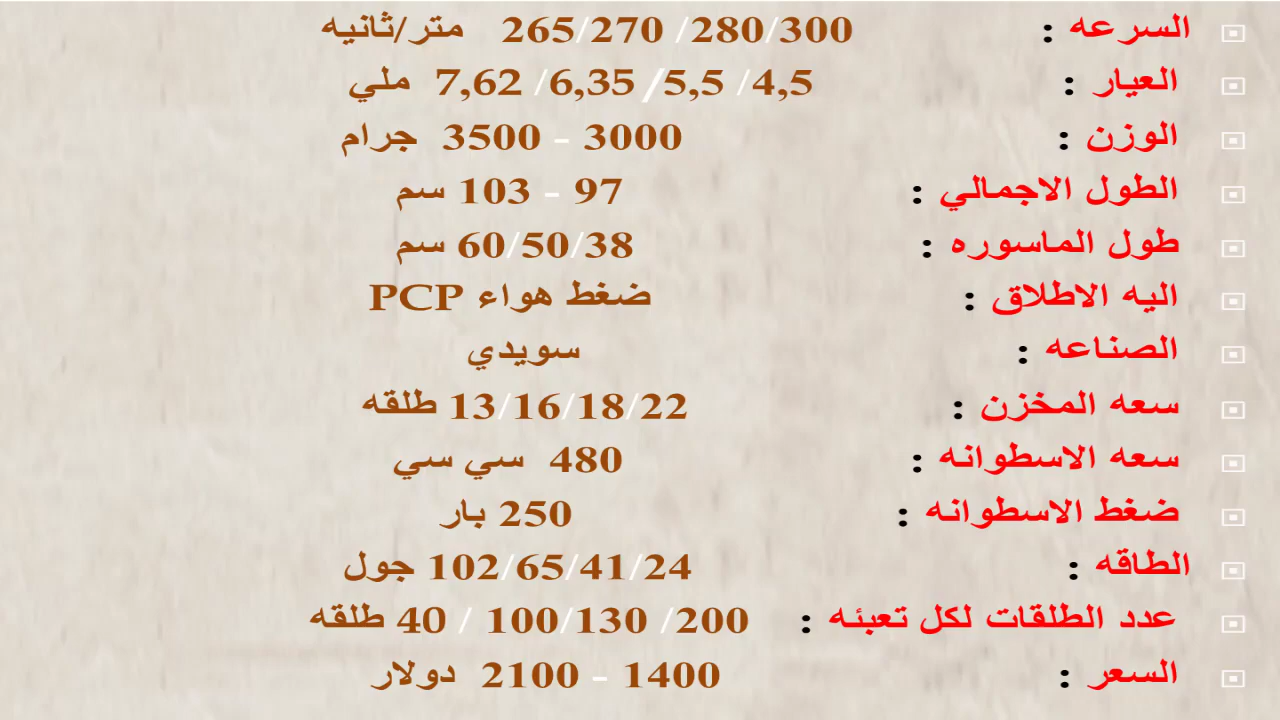 السرعه : 300/280/ 270/265 متر/ثانيه
العيار : 4,5/ 5,5/ 6,35/ 7,62 ملي
الوزن : 3000 - 3500 جرام
الطول الاجمالي : 97 - 103 سم
طول الماسوره : 38/50/60 سم
اليه الاطلاق : ضغط هواء PCP
الصناعه : سويدي
سعه المخزن : 22/18/16/13 طلقه
سعه الاسطوانه : 480 سي سي
ضغط الاسطوانه : 250 بار
الطاقه : 24/41/65/102 جول
عدد الطلقات لكل تعبئه : 200/ 130/100 / 40 طلقه
السعر : 1400 - 2100 دولار